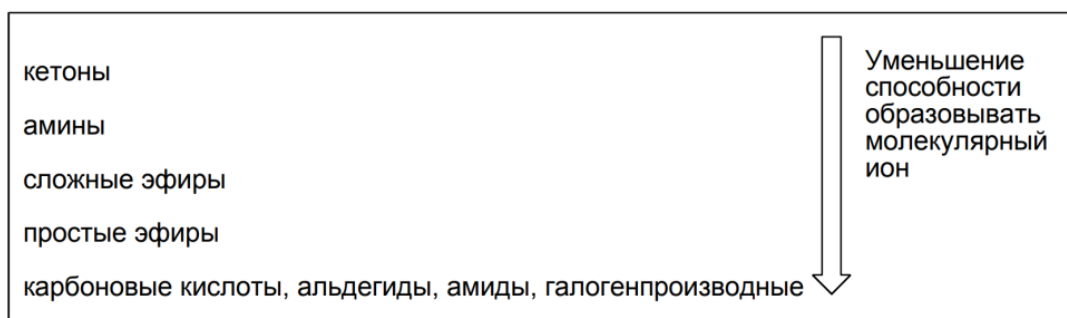 кетоны
амины
сложные эфиры
простые эфиры
карбоновые кислоты, альдегиды, амиды, галогенпроизводные
Уменьшение
способности
образовывать
молекулярный
ион